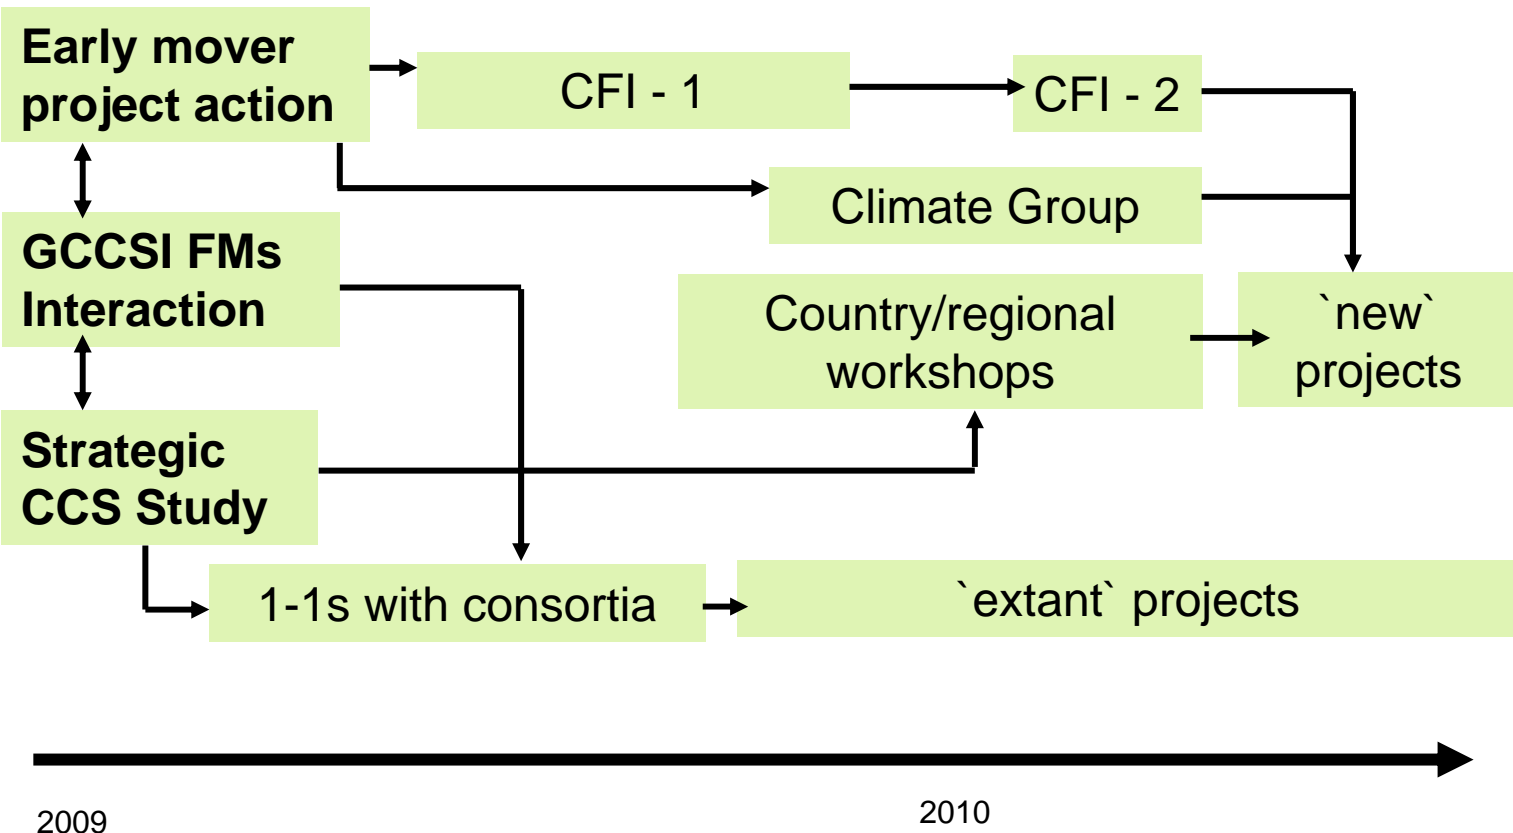 Early mover
project action
CFI - 1
CFI - 2
Climate Group
GCCSI FMs
Interaction
Country/regional
workshops
`new`
projects
Strategic
CCS Study
1-1s with consortia
`extant` projects
2009
2010